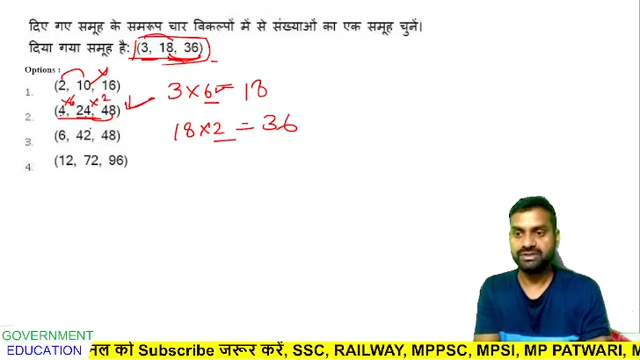 दिए गए समूह के समरूप चार विकल्पों में से संख्याओं का एक समूह चुनें।
दिया गया समूह है: (3, 18, 36)
Options :
1. (2, 10, 16)
×6 ×2
2. (4, 24, 48)
3. (6, 42, 48)
4. (12, 72, 96)
3 × 6 = 18
18 × 2 = 36
GOVERNMENT
EDUCATION
नल को Subscribe जरूर करें, SSC, RAILWAY, MPPSC, MPSI, MP PATWARI, M